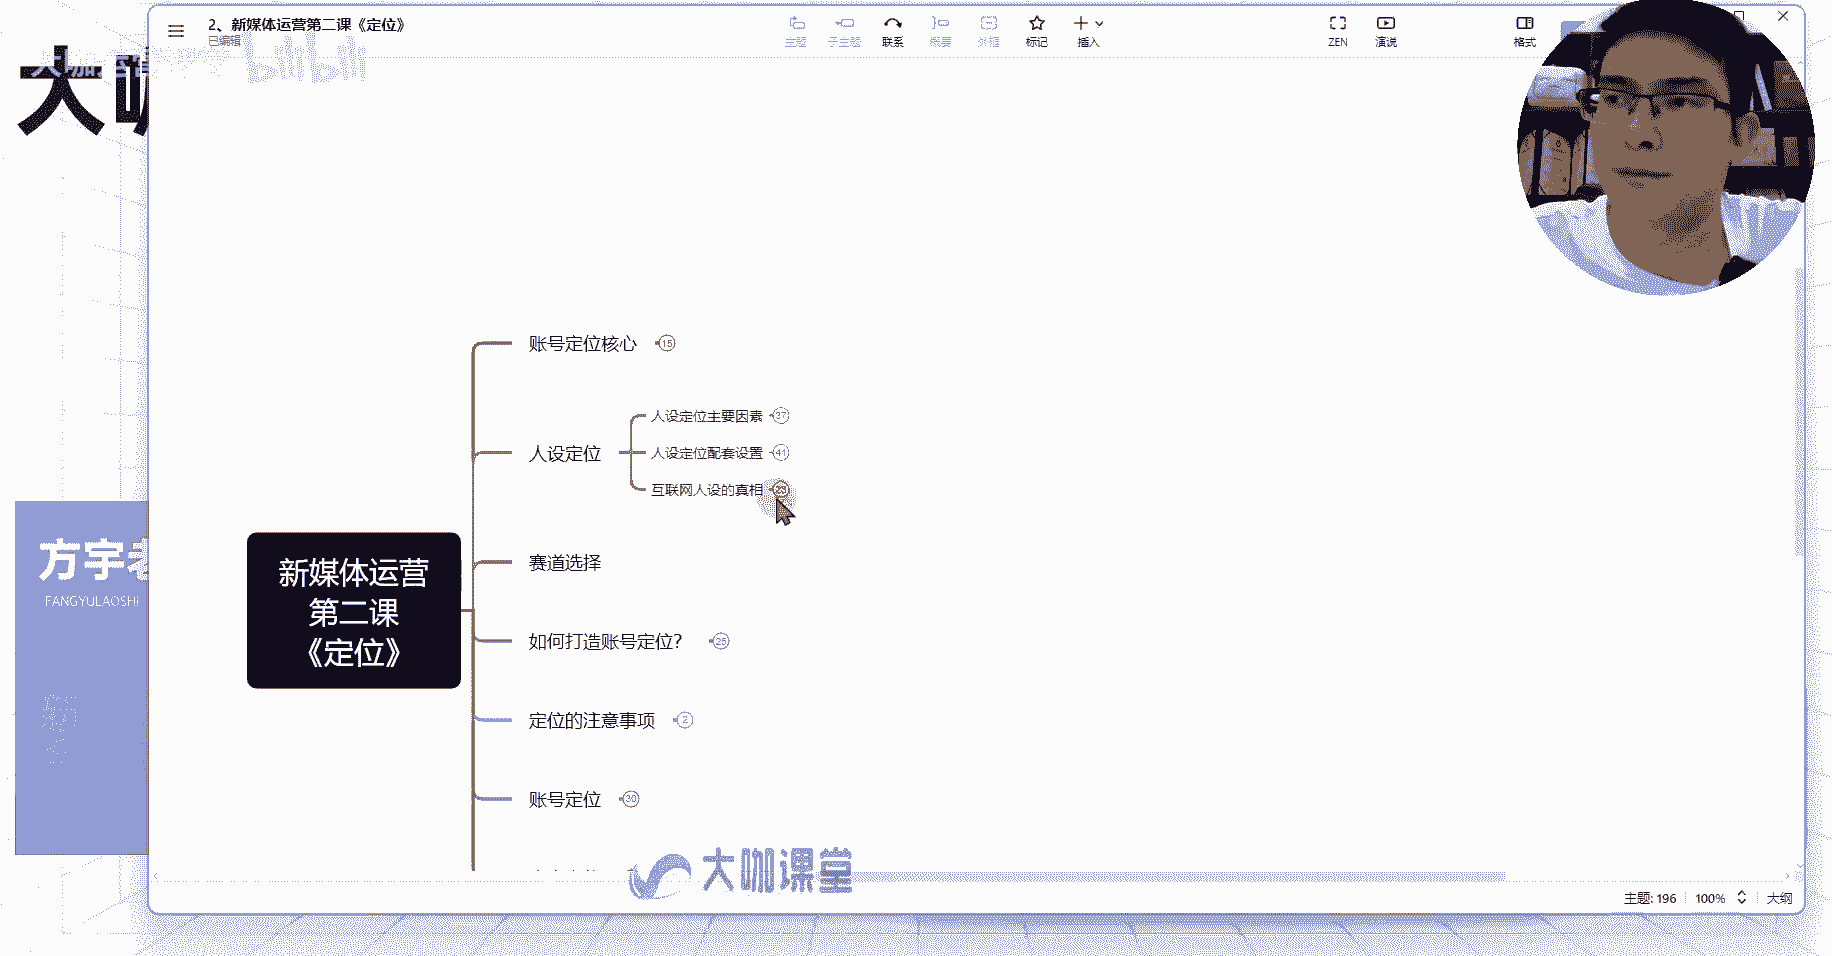 2、新媒体运营第二课《定位》
已编辑
主题
子主题
联系
概要
外框
标记
插入
ZEN
演说
格式
bilibili
账号定位核心 15
人设定位
人设定位主要因素 37
人设定位配套设置 41
互联网人设的真相 23
赛道选择
新媒体运营
第二课
《定位》
如何打造账号定位? 25
定位的注意事项 2
账号定位 30
方宇老
FANGYULAOSHI
大咖课堂
主题: 196
100%
大纲